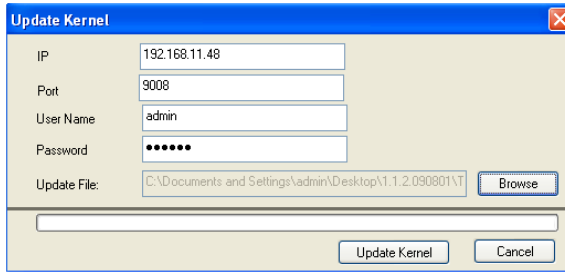 Update Kernel
IP 192.168.11.48
Port 9008
User Name admin
Password ••••••
Update File: C:\Documents and Settings\admin\Desktop\1.1.2.090801\T Browse
Update Kernel Cancel